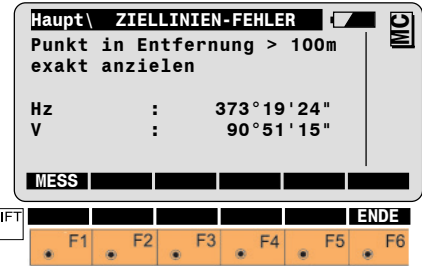 Haupt\ ZIELLINIEN-FEHLER
MC
Punkt in Entfernung > 100m
exakt anzielen
Hz : 373°19'24"
V : 90°51'15"
MESS
IFT ENDE
F1 F2 F3 F4 F5 F6